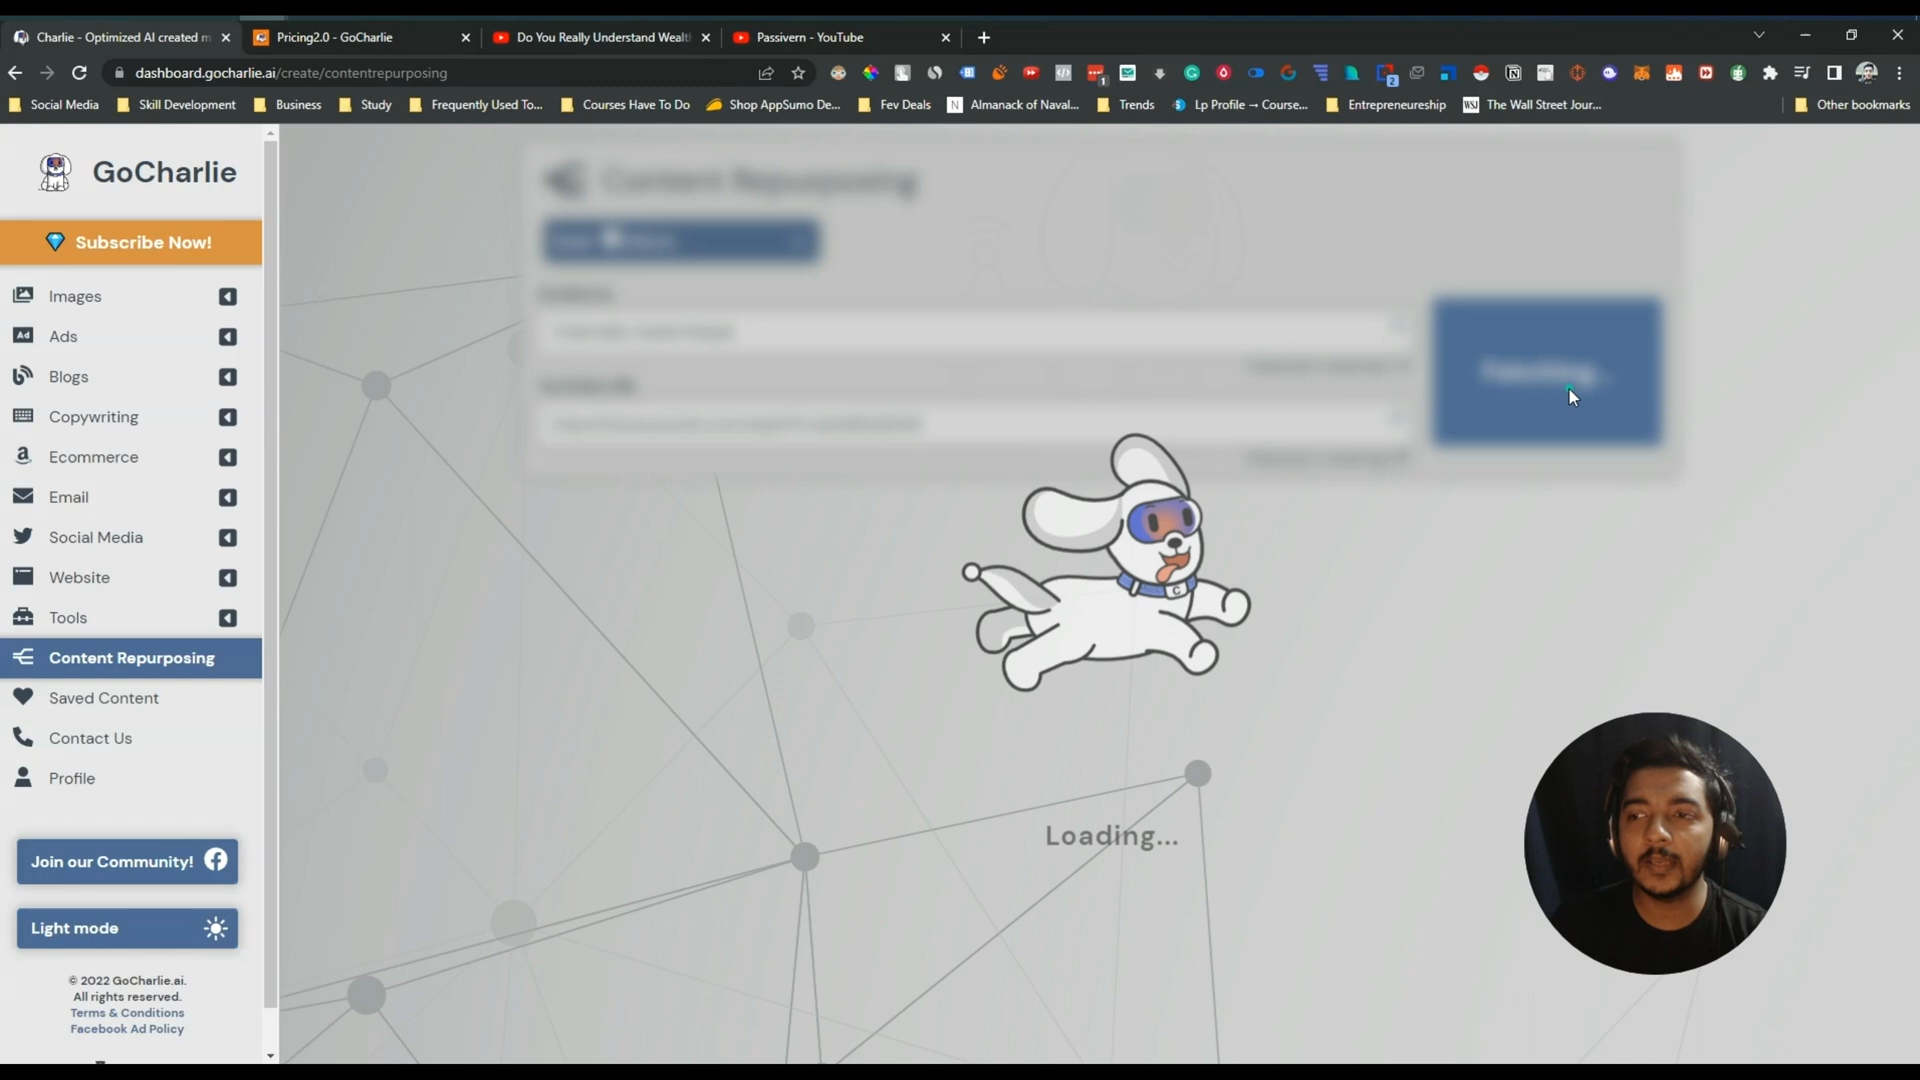 Charlie - Optimized AI created m
Pricing2.0 - GoCharlie
Do You Really Understand Wealt
Passivern - YouTube
dashboard.gocharlie.ai/create/contentrepurposing
Social Media
Skill Development
Business
Study
Frequently Used To...
Courses Have To Do
Shop AppSumo De...
Fev Deals
Almanack of Naval...
Trends
Lp Profile → Course...
Entrepreneureship
The Wall Street Jour...
Other bookmarks
GoCharlie
Subscribe Now!
Images
Ads
Blogs
Copywriting
Ecommerce
Email
Social Media
Website
Tools
Content Repurposing
Saved Content
Contact Us
Profile
Join our Community!
Light mode
© 2022 GoCharlie.ai.
All rights reserved.
Terms & Conditions
Facebook Ad Policy
Content Repurposing
Loading...